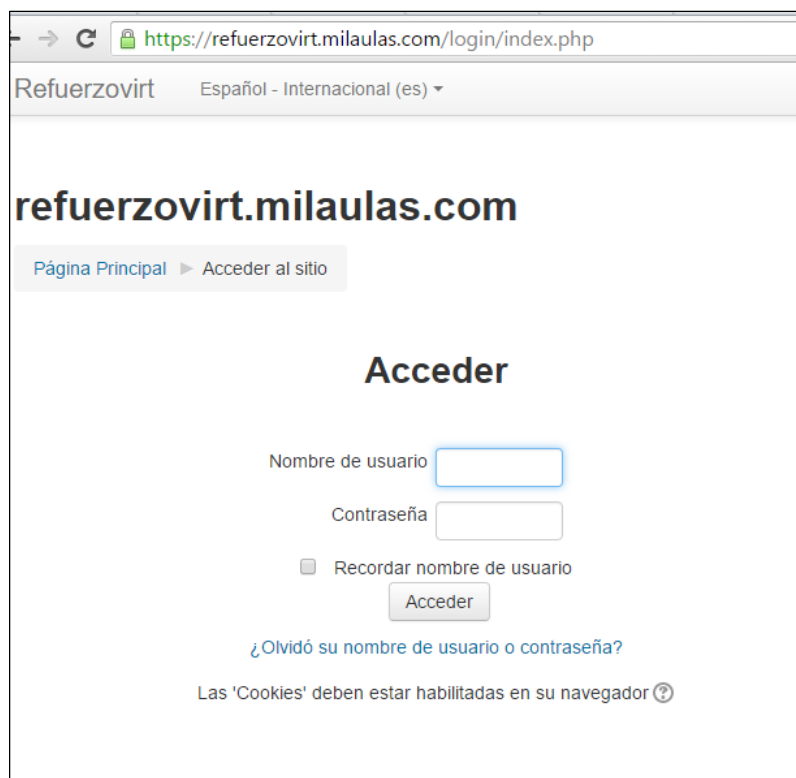 https://refuerzovirt.milaulas.com/login/index.php
Refuerzovirt Español - Internacional (es)
refuerzovirt.milaulas.com
Página Principal ► Acceder al sitio
Acceder
Nombre de usuario
Contraseña
Recordar nombre de usuario
Acceder
¿Olvidó su nombre de usuario o contraseña?
Las 'Cookies' deben estar habilitadas en su navegador ?